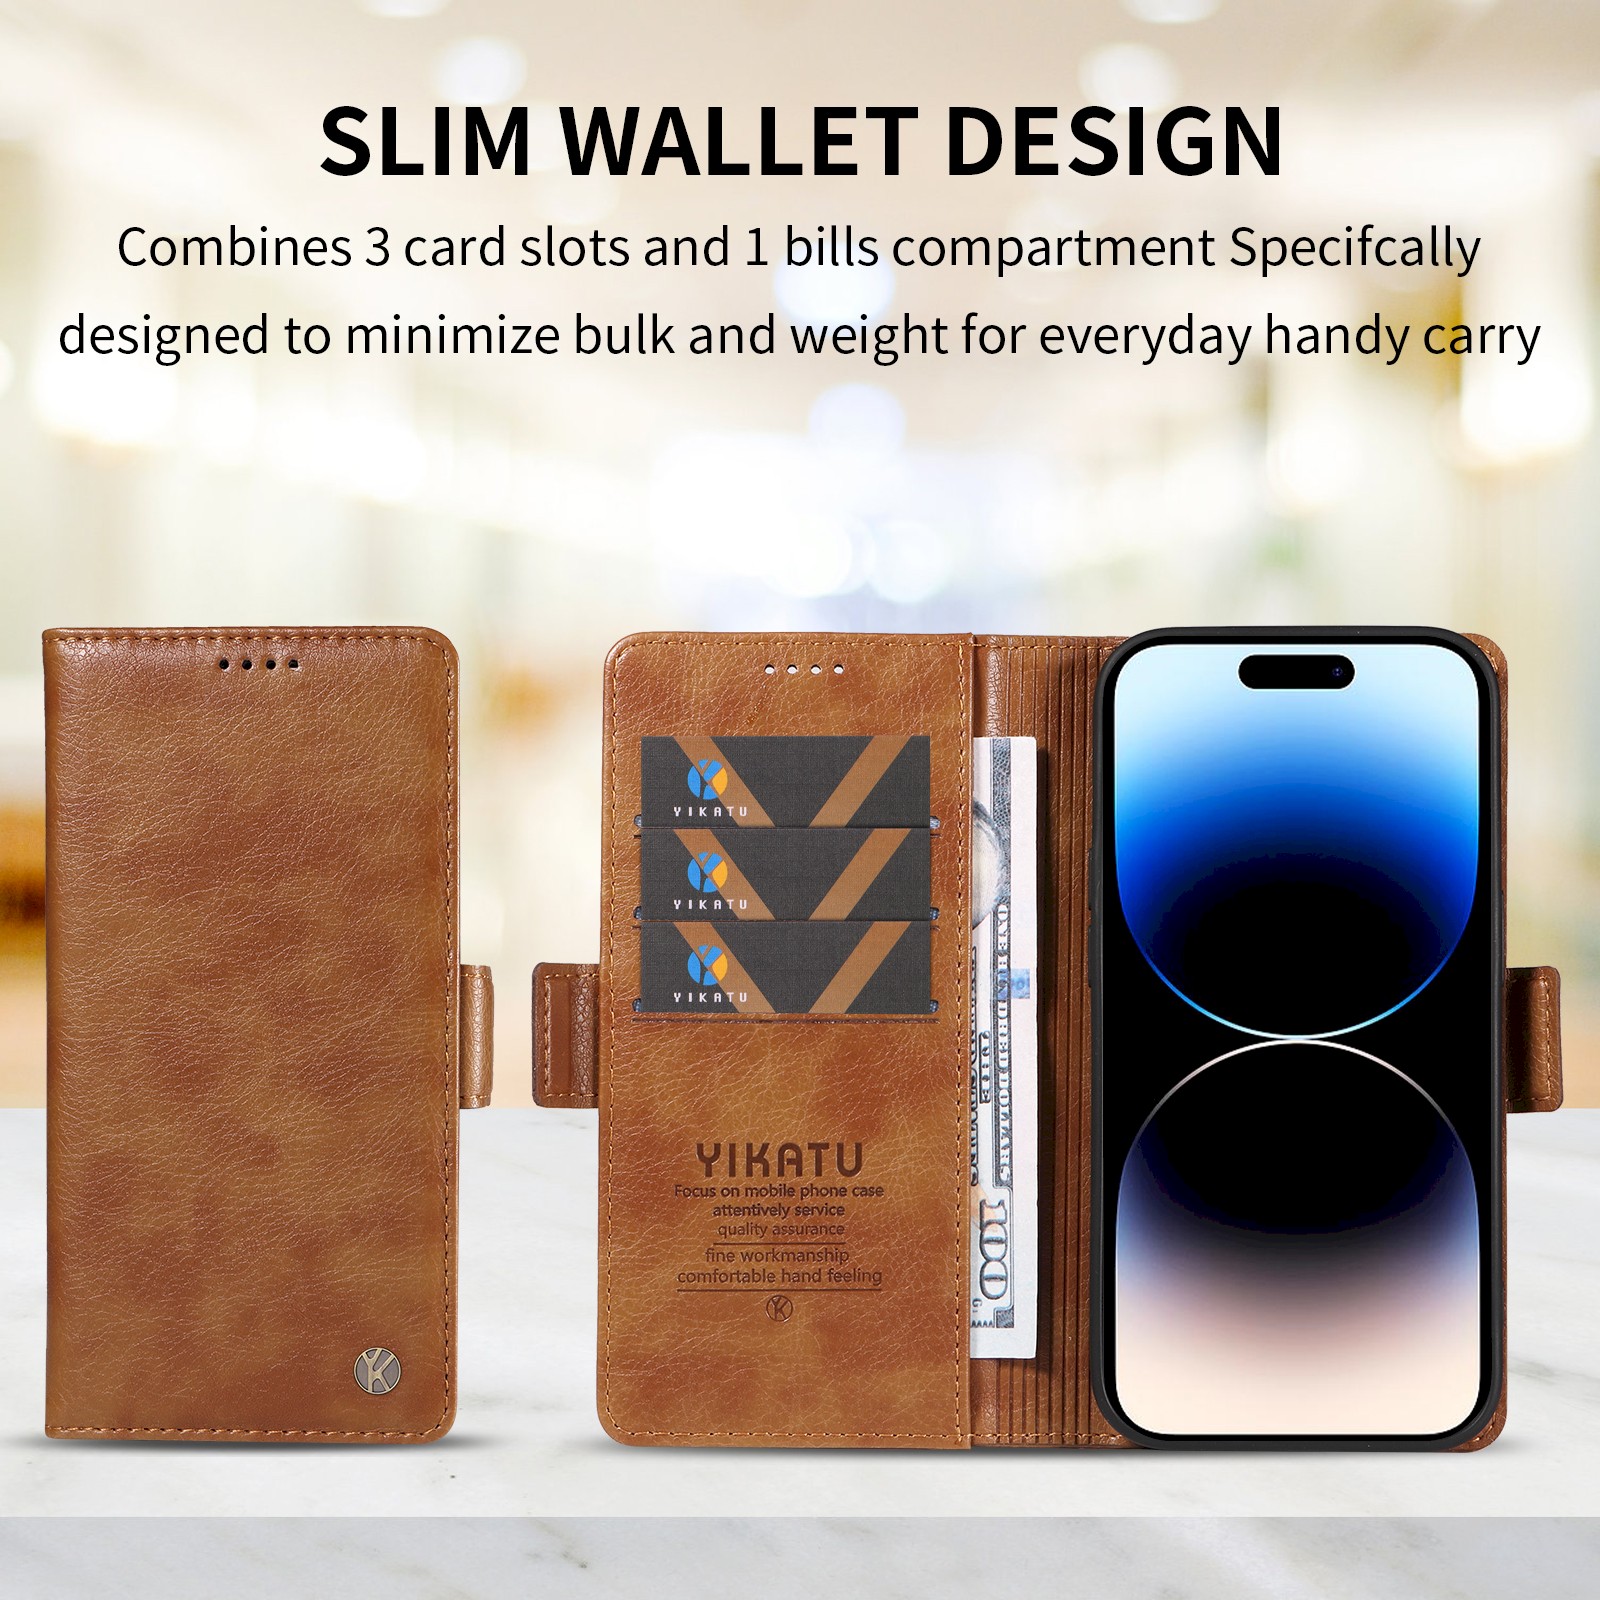 SLIM WALLET DESIGN
Combines 3 card slots and 1 bills compartment Specifcally
designed to minimize bulk and weight for everyday handy carry
YIKATU
YIKATU
YIKATU
YIKATU
Focus on mobile phone case
attentively service
quality assurance
fine workmanship
comfortable hand feeling
100